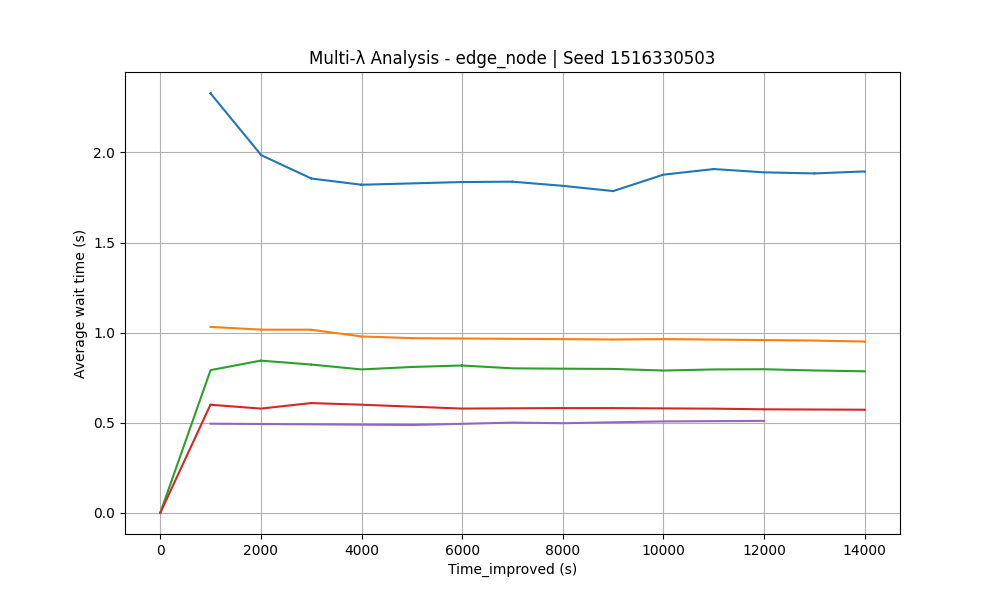 Multi-λ Analysis - edge_node | Seed 1516330503
Average wait time (s)
2.0
1.5
1.0
0.5
0.0
0 2000 4000 6000 8000 10000 12000 14000
Time_improved (s)